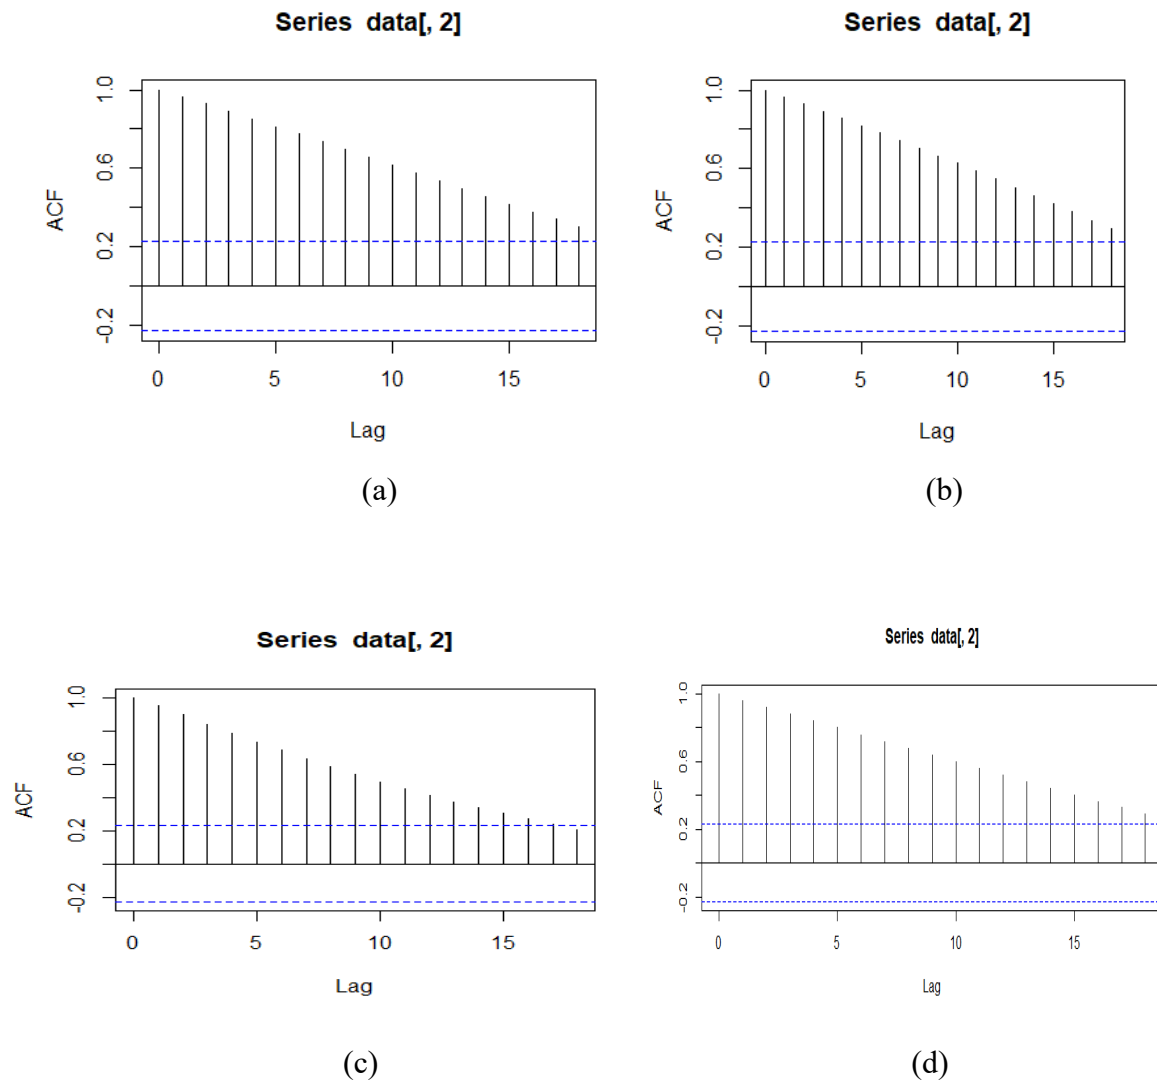 Series data[, 2]
ACF
1.0
0.6
0.2
-0.2
0 5 10 15
Lag
(a)
Series data[, 2]
ACF
1.0
0.6
0.2
-0.2
0 5 10 15
Lag
(b)
Series data[, 2]
ACF
1.0
0.6
0.2
-0.2
0 5 10 15
Lag
(c)
Series data[, 2]
ACF
1.0
0.6
0.2
-0.2
0 5 10 15
Lag
(d)